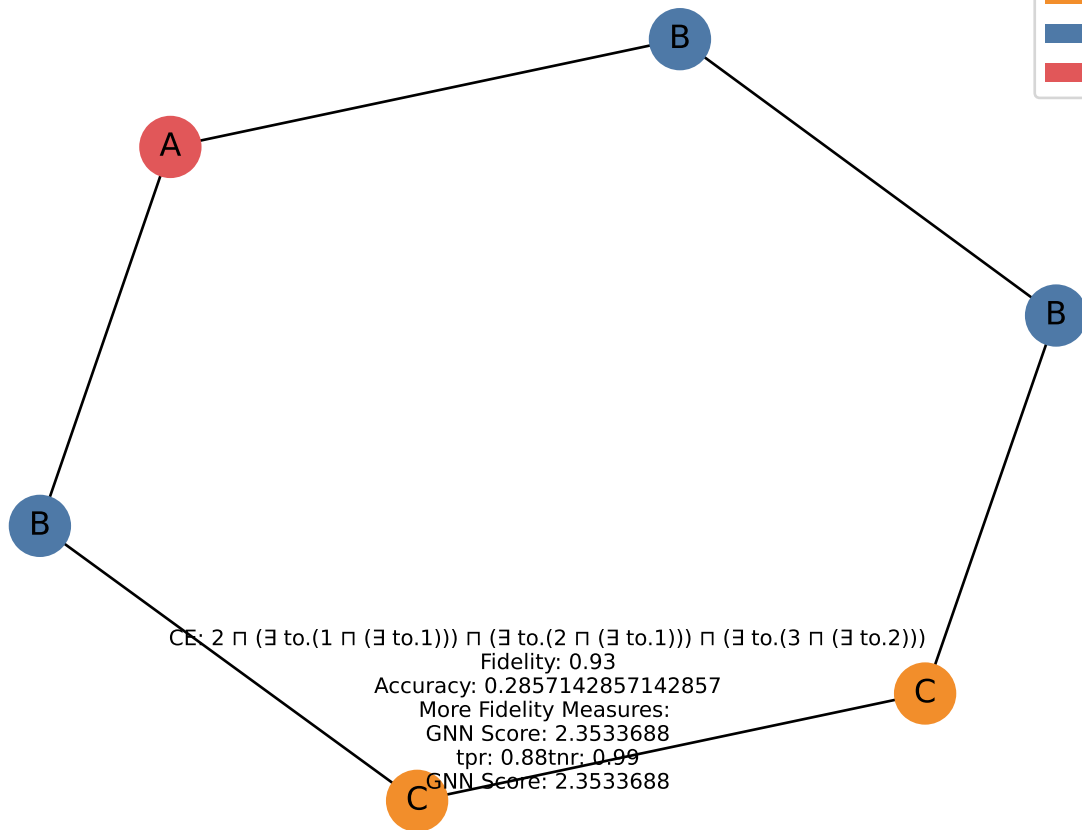 B
A
B
B
CE: 2 ⊓ (∃ to.(1 ⊓ (∃ to.1))) ⊓ (∃ to.(2 ⊓ (∃ to.1))) ⊓ (∃ to.(3 ⊓ (∃ to.2)))
Fidelity: 0.93
Accuracy: 0.2857142857142857
C
More Fidelity Measures:
GNN Score: 2.3533688
tpr: 0.88tnr: 0.99
GNN Score: 2.3533688
C